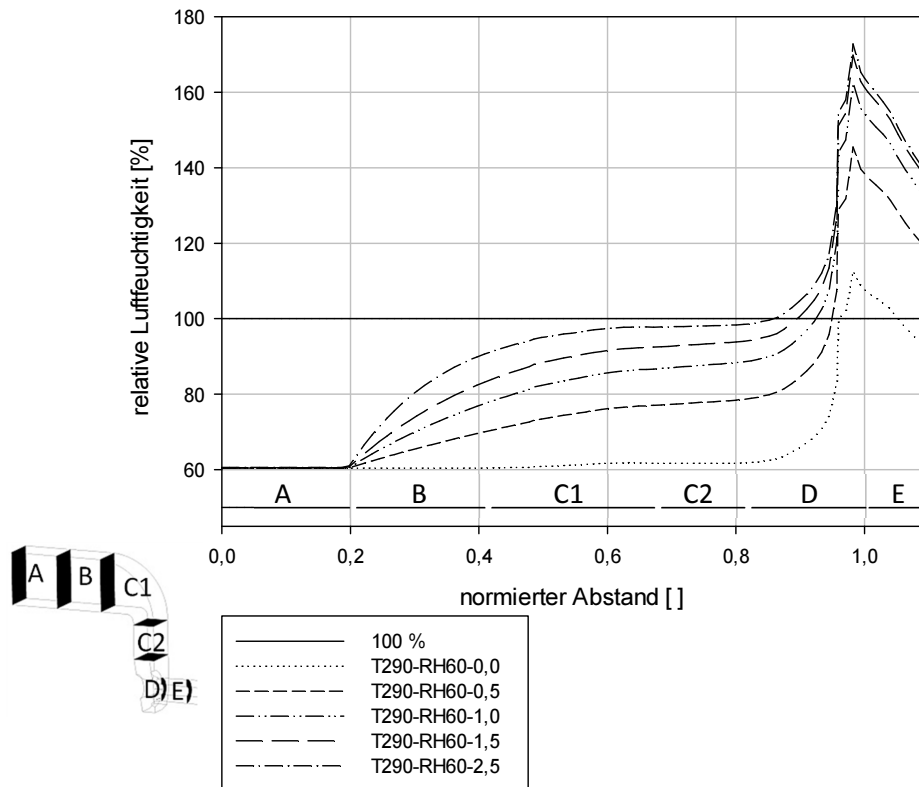 180
160
140
120
100
80
60
relative Luftfeuchtigkeit [%]
A B C1 C2 D E
0,0 0,2 0,4 0,6 0,8 1,0
normierter Abstand [ ]
A B C1
C2
D E
100 %
T290-RH60-0,0
T290-RH60-0,5
T290-RH60-1,0
T290-RH60-1,5
T290-RH60-2,5